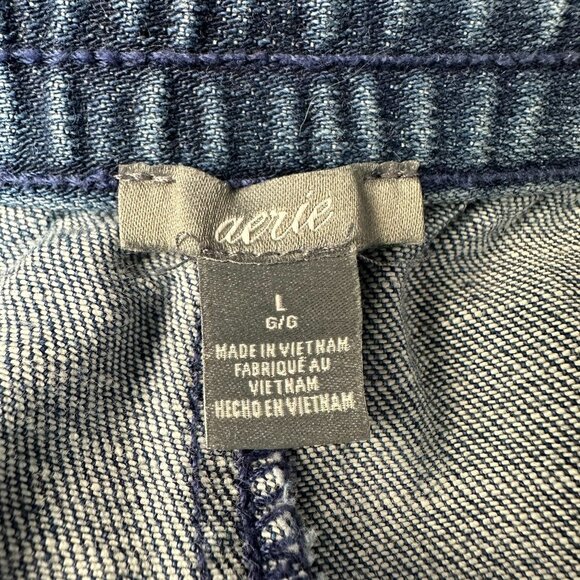 aerie
L
G/G
MADE IN VIETNAM
FABRIQUÉ AU
VIETNAM
HECHO EN VIETNAM